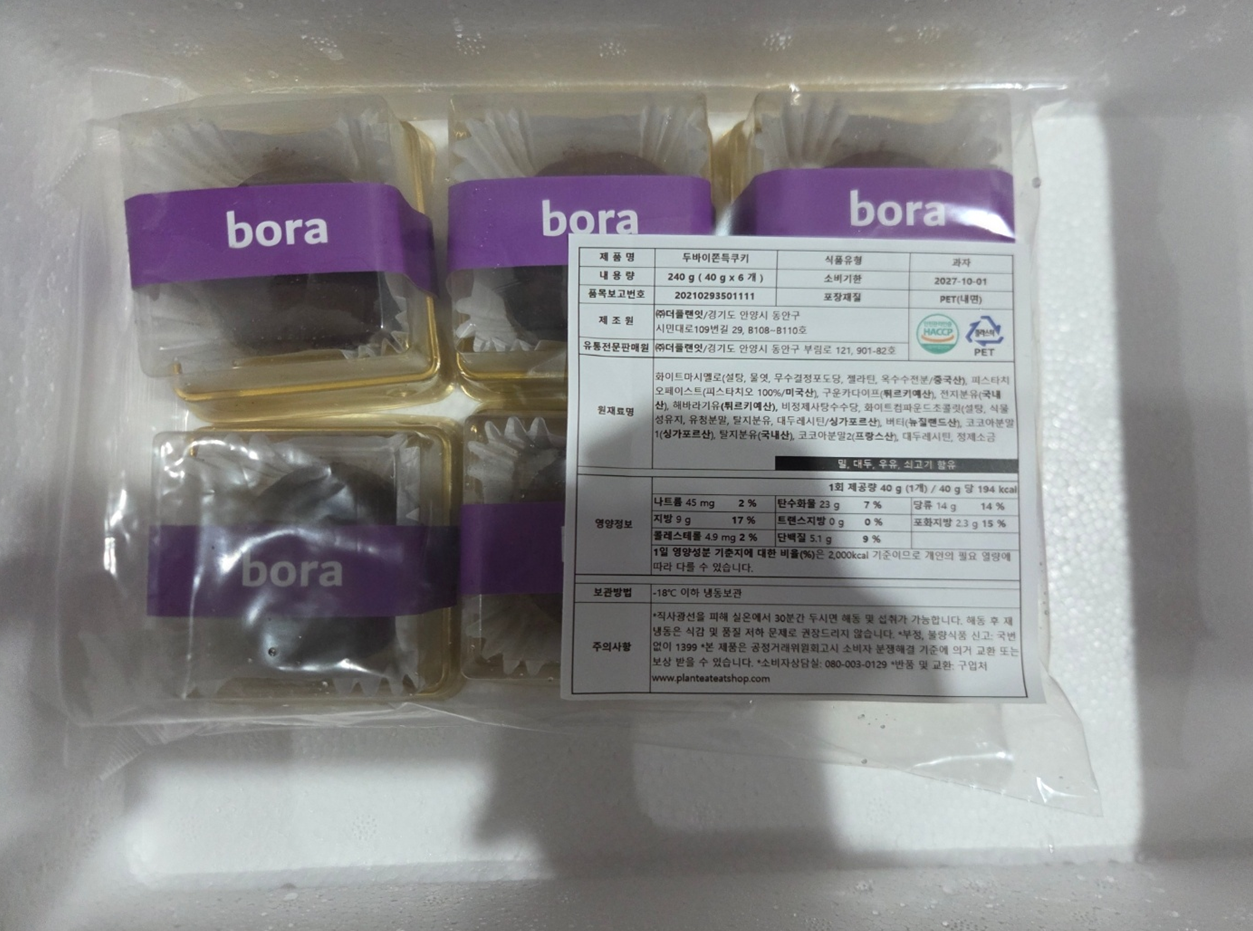 bora
bora
bora
bora
제 품 명 두바이쫀득쿠키 식품유형 과자
내 용 량 240 g ( 40 g x 6 개 ) 소비기한 2027-10-01
품목보고번호 20210293501111 포장재질 PET(내면)
제 조 원 ㈜더플랜잇/경기도 안양시 동안구
시민대로109번길 29, B108~B110호
HACCP
플라스틱
PET
유통전문판매원 ㈜더플랜잇/경기도 안양시 동안구 부림로 121, 901-82호
원재료명
화이트마시멜로(설탕, 물엿, 무수결정포도당, 젤라틴, 옥수수전분/중국산), 피스타치
오페이스트(피스타치오 100%/미국산), 구운카다이프(튀르키예산), 전지분유(국내
산), 해바라기유(튀르키예산), 비정제사탕수수당, 화이트컴파운드초콜릿(설탕, 식물
성유지, 유청분말, 탈지분유, 대두레시틴/싱가포르산), 버터(뉴질랜드산), 코코아분말
1(싱가포르산), 탈지분유(국내산), 코코아분말2(프랑스산), 대두레시틴, 정제소금
밀, 대두, 우유, 쇠고기 함유
영양정보
1회 제공량 40 g (1개) / 40 g 당 194 kcal
나트륨 45 mg 2 % 탄수화물 23 g 7 % 당류 14 g 14 %
지방 9 g 17 % 트랜스지방 0 g 0 % 포화지방 2.3 g 15 %
콜레스테롤 4.9 mg 2 % 단백질 5.1 g 9 %
1일 영양성분 기준치에 대한 비율(%)은 2,000kcal 기준이므로 개인의 필요 열량에
따라 다를 수 있습니다.
보관방법 -18℃ 이하 냉동보관
주의사항
*직사광선을 피해 실온에서 30분간 두시면 해동 및 섭취가 가능합니다. 해동 후 재
냉동은 식감 및 품질 저하 문제로 권장드리지 않습니다. *부정, 불량식품 신고: 국번
없이 1399 *본 제품은 공정거래위원회고시 소비자 분쟁해결 기준에 의거 교환 또는
보상 받을 수 있습니다. *소비자상담실: 080-003-0129 *반품 및 교환: 구입처
www.planteateatshop.com